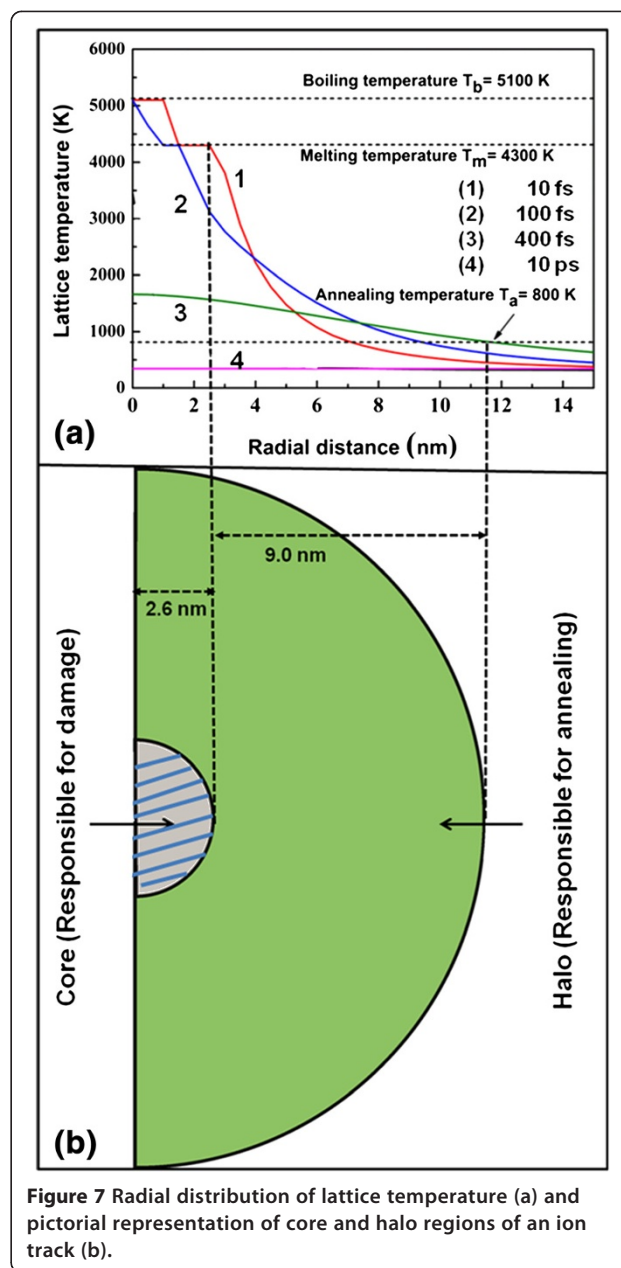 6000
5000
4000
3000
2000
1000
0
Lattice temperature (K)
Boiling temperature Tb= 5100 K
Melting temperature Tm= 4300 K
(1) 10 fs
(2) 100 fs
(3) 400 fs
(4) 10 ps
Annealing temperature Ta= 800 K
1
2
3
4
0 2 4 6 8 10 12 14
(a)
Radial distance (nm)
9.0 nm
2.6 nm
Core (Responsible for damage)
Halo (Responsible for annealing)
(b)
Figure 7 Radial distribution of lattice temperature (a) and
pictorial representation of core and halo regions of an ion
track (b).